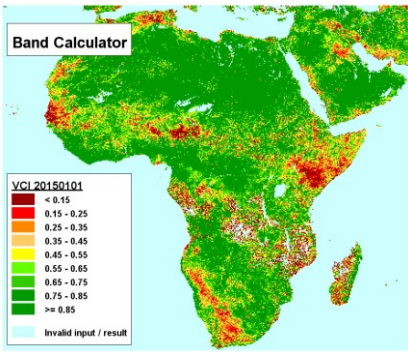 Band Calculator
VCI 20150101
< 0.15
0.15 - 0.25
0.25 - 0.35
0.35 - 0.45
0.45 - 0.55
0.55 - 0.65
0.65 - 0.75
0.75 - 0.85
>= 0.85
Invalid input / result